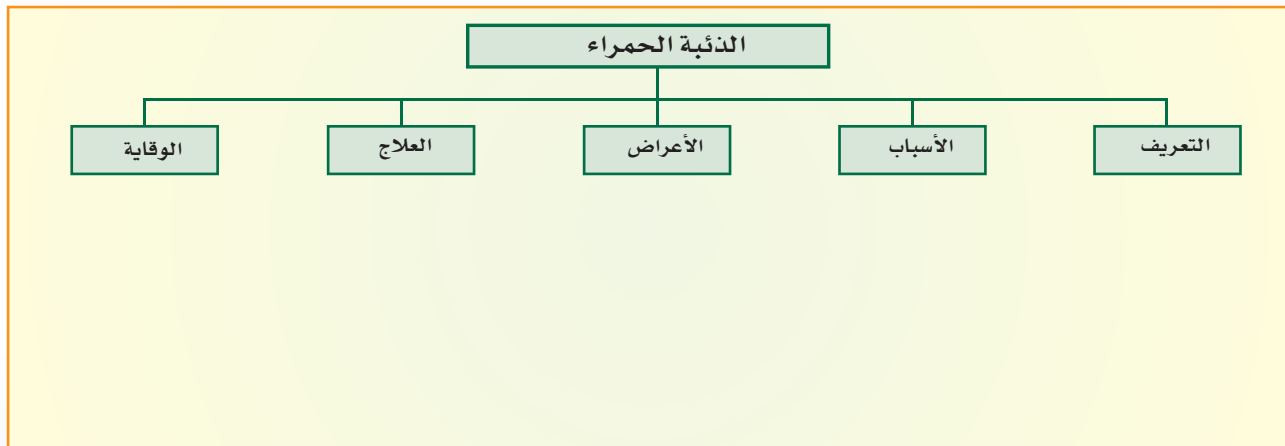 الذئبة الحمراء
التعريف
الأسباب
الأعراض
العلاج
الوقاية